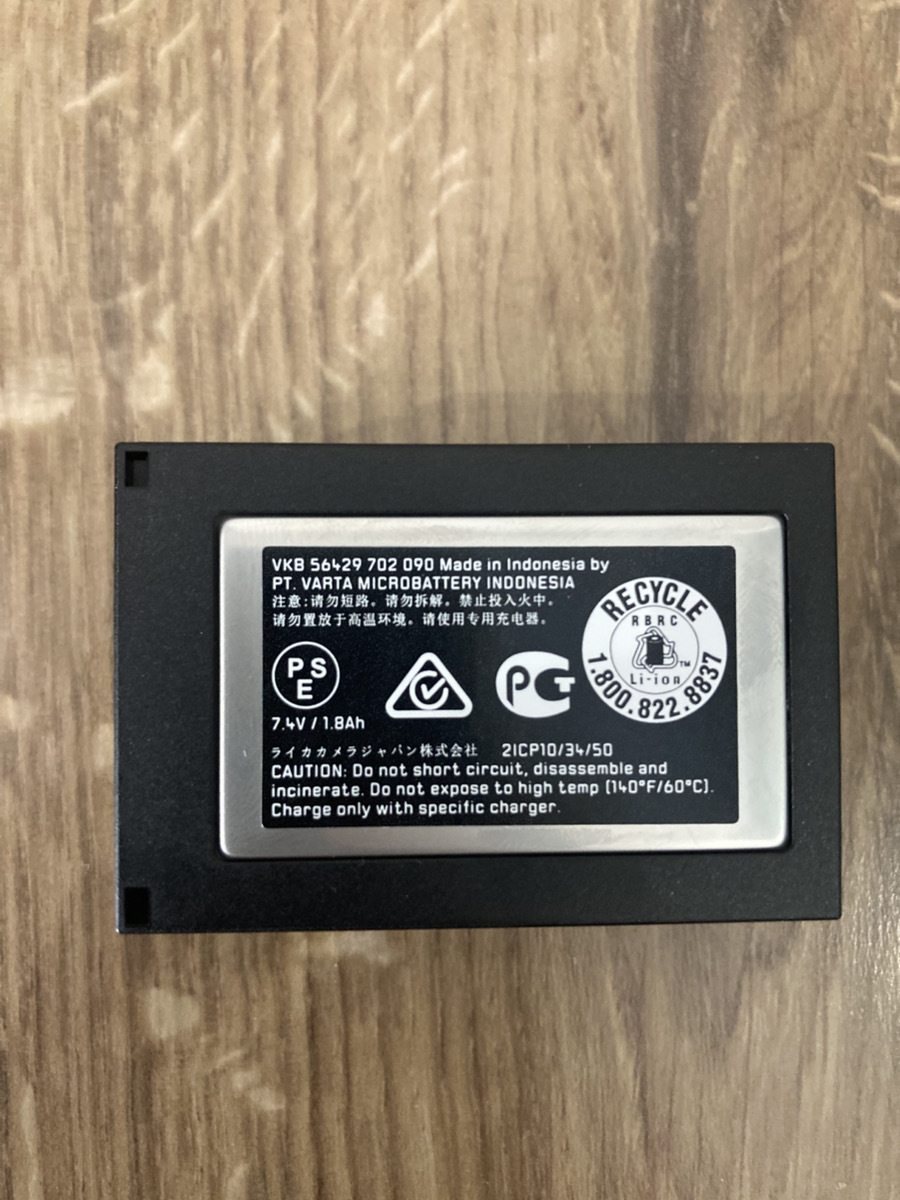 VKB 56429 702 090 Made in Indonesia by
PT. VARTA MICROBATTERY INDONESIA
注意:请勿短路。请勿拆解。禁止投入火中。
请勿置放于高温环境。请使用专用充电器。
PS
E
RECYCLE
RBRC
TM
Li-ion
1.800.822.8837
7.4V / 1.8Ah
ライカカメラジャパン株式会社 2ICP10/34/50
CAUTION: Do not short circuit, disassemble and
incinerate. Do not expose to high temp (140°F/60°C).
Charge only with specific charger.